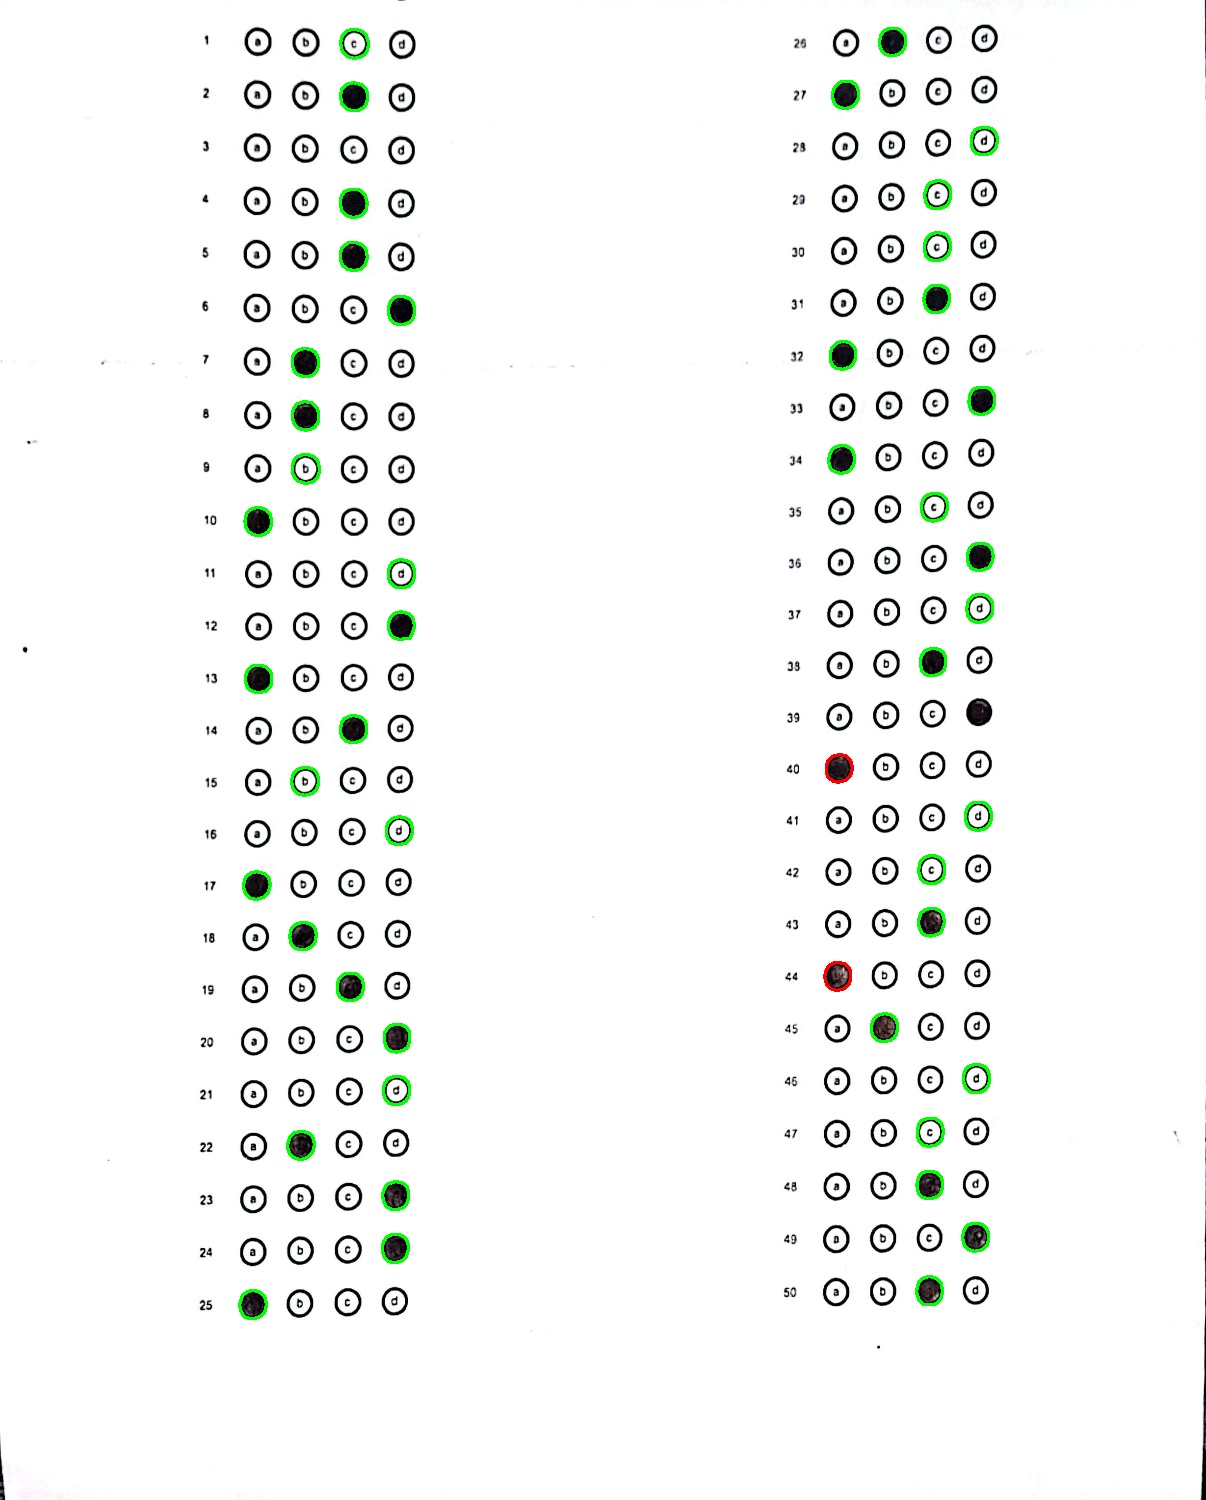 1 a b c d
2 a b d
3 a b c d
4 a b d
5 a b d
6 a b c
7 a c d
8 a c d
9 a b c d
10 b c d
11 a b c d
12 a b c
13 b c d
14 a b d
15 a b c d
16 a b c d
17 b c d
18 a c d
19 a b d
20 a b c
21 a b c d
22 a c d
23 a b c
24 a b c
25 b c d
26 a c d
27 b c d
28 a b c d
29 a b c d
30 a b c d
31 a b d
32 b c d
33 a b c
34 b c d
35 a b c d
36 a b c
37 a b c d
38 a b d
39 a b c
40 b c d
41 a b c d
42 a b c d
43 a b d
44 b c d
45 a c d
46 a b c d
47 a b c d
48 a b d
49 a b c
50 a b d